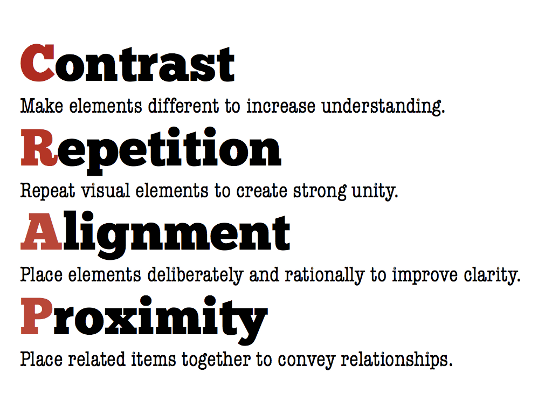 Contrast
Make elements different to increase understanding.
Repetition
Repeat visual elements to create strong unity.
Alignment
Place elements deliberately and rationally to improve clarity.
Proximity
Place related items together to convey relationships.